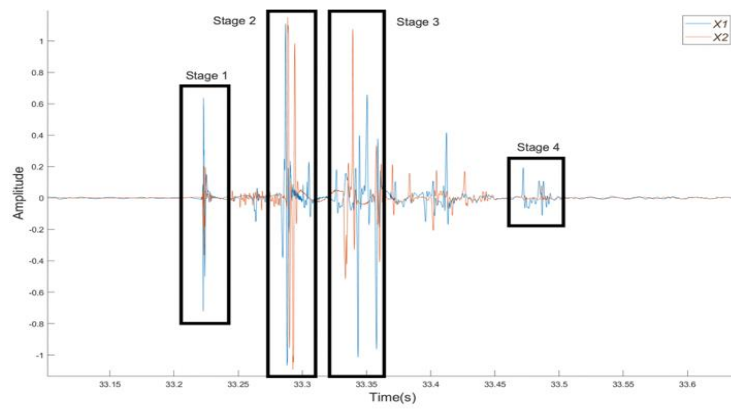 Stage 2
Stage 3
X1
X2
Stage 1
Stage 4
1
0.8
0.6
0.4
0.2
0
-0.2
-0.4
-0.6
-0.8
-1
Amplitude
33.15
33.2
33.25
33.3
33.35
33.4
33.45
33.5
33.55
33.6
Time(s)